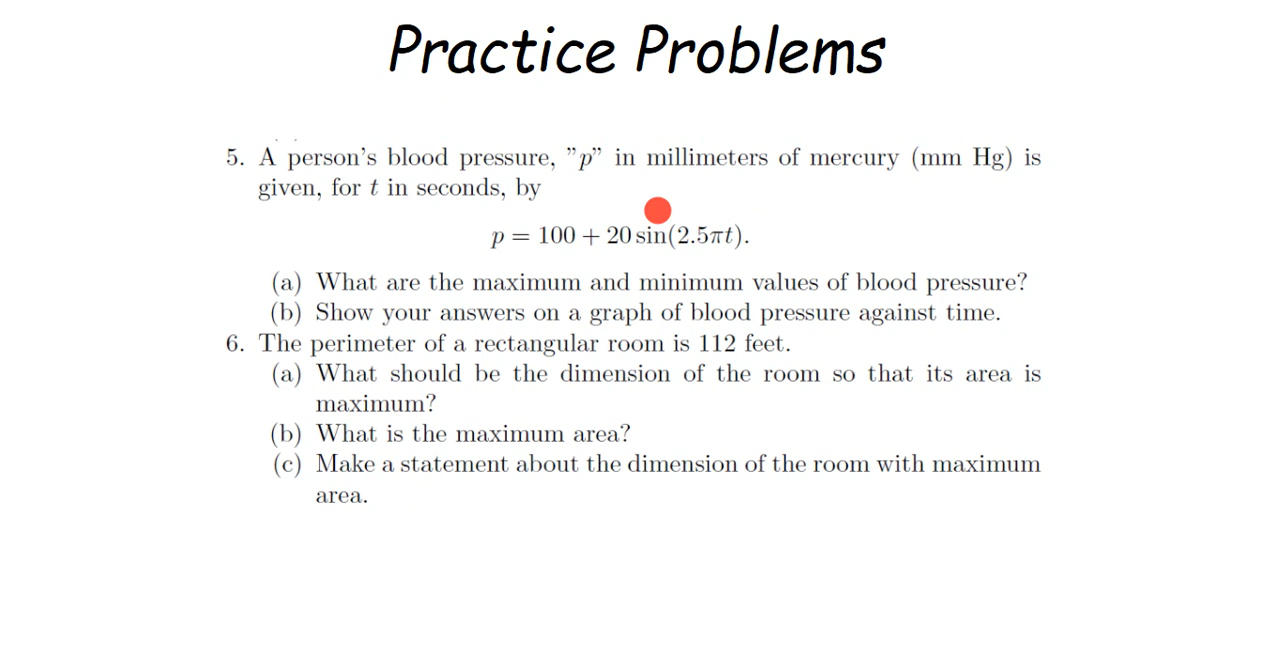 Practice Problems
5. A person's blood pressure, ”p” in millimeters of mercury (mm Hg) is
given, for t in seconds, by
p = 100 + 20 sin(2.5πt).
(a) What are the maximum and minimum values of blood pressure?
(b) Show your answers on a graph of blood pressure against time.
6. The perimeter of a rectangular room is 112 feet.
(a) What should be the dimension of the room so that its area is
maximum?
(b) What is the maximum area?
(c) Make a statement about the dimension of the room with maximum
area.